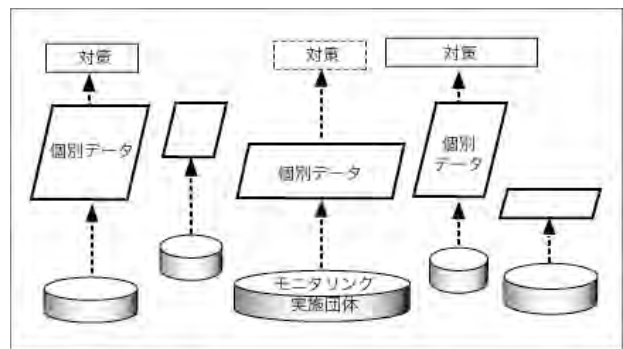 対策
対策
対策
個別データ
個別データ
個別
データ
モニタリング
実施団体